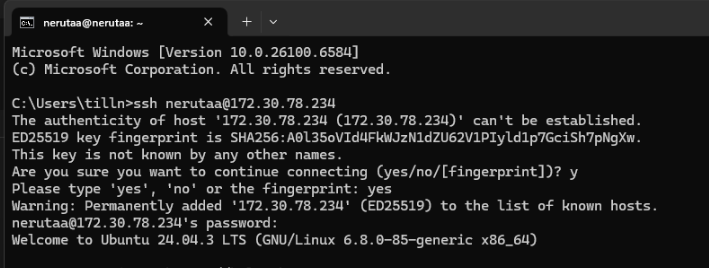 nerutaa@nerutaa: ~
Microsoft Windows [Version 10.0.26100.6584]
(c) Microsoft Corporation. All rights reserved.
C:\Users\tilln>ssh nerutaa@172.30.78.234
The authenticity of host '172.30.78.234 (172.30.78.234)' can't be established.
ED25519 key fingerprint is SHA256:A0l35oVId4FkWJzN1dZU62V1PIyld1p7GciSh7pNgXw.
This key is not known by any other names.
Are you sure you want to continue connecting (yes/no/[fingerprint])? y
Please type 'yes', 'no' or the fingerprint: yes
Warning: Permanently added '172.30.78.234' (ED25519) to the list of known hosts.
nerutaa@172.30.78.234's password:
Welcome to Ubuntu 24.04.3 LTS (GNU/Linux 6.8.0-85-generic x86_64)